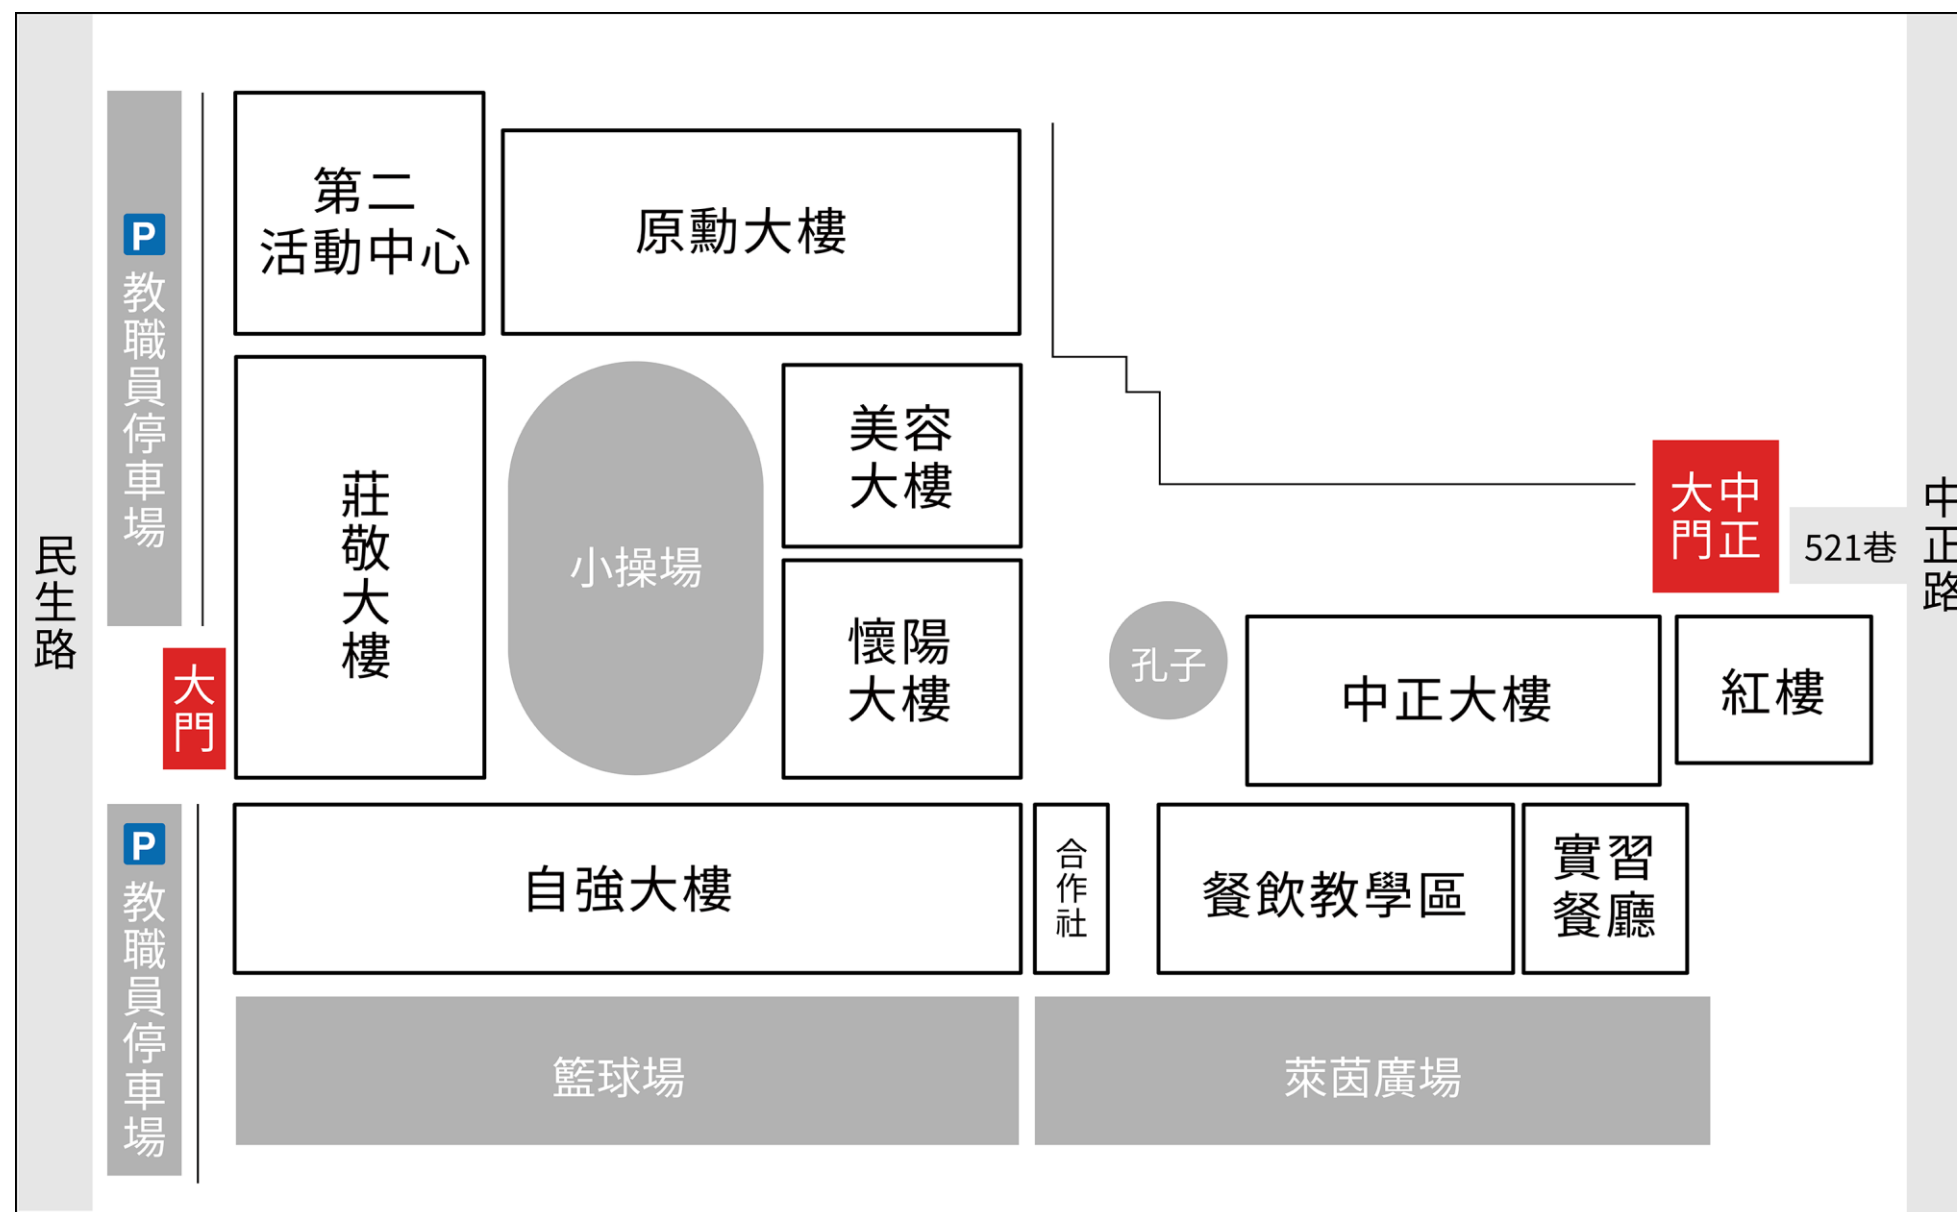 民生路
P
教職員停車場
大門
P
教職員停車場
第二
活動中心
原勳大樓
莊敬大樓
小操場
美容
大樓
懷陽
大樓
自強大樓
合作社
籃球場
孔子
中正大樓
紅樓
餐飲教學區
實習
餐廳
萊茵廣場
中正
大門
521巷
中正路